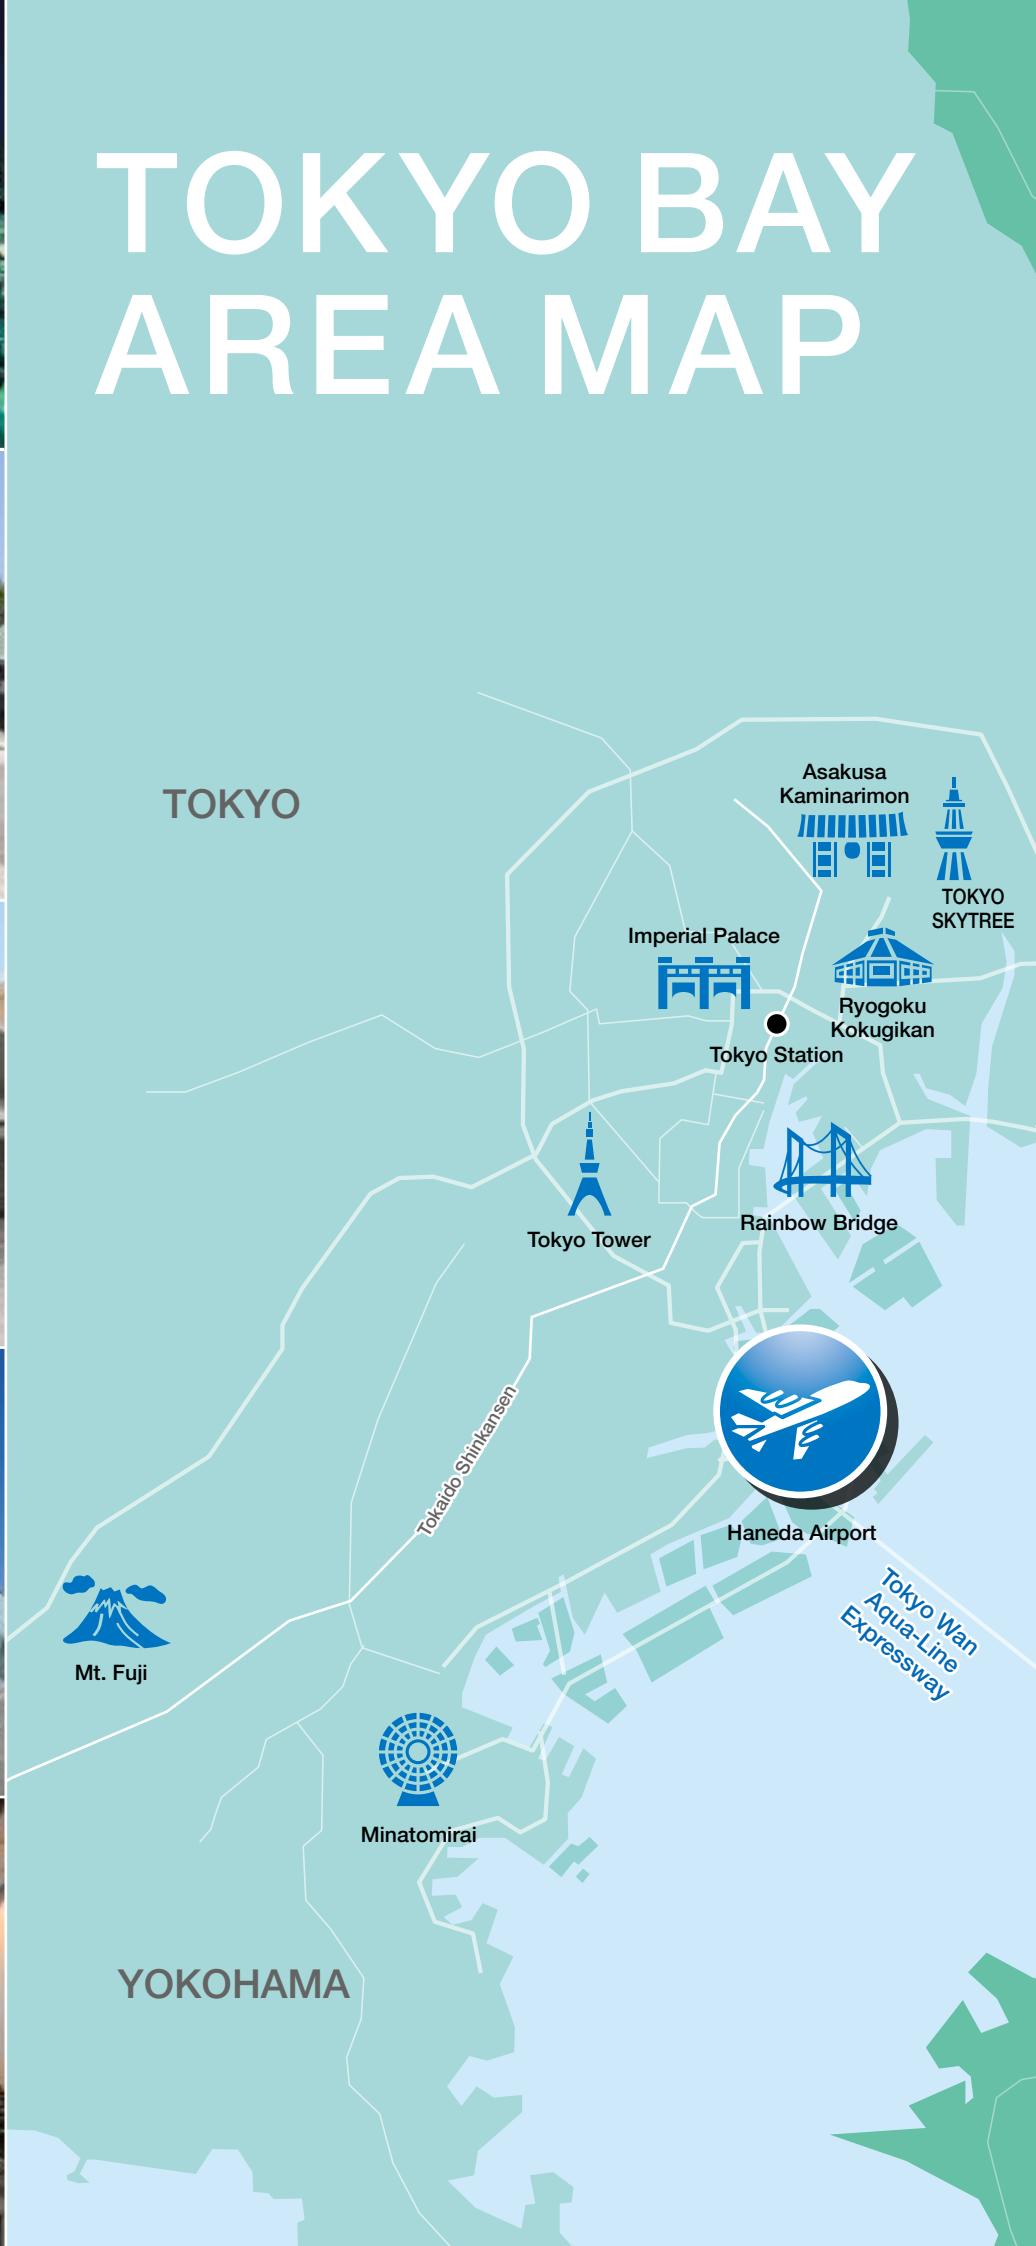 TOKYO BAY
AREA MAP
TOKYO
Asakusa
Kaminarimon
TOKYO
SKYTREE
Imperial Palace
Ryogoku
Kokugikan
Tokyo Station
Rainbow Bridge
Tokyo Tower
Tokaido Shinkansen
Haneda Airport
Tokyo Wan
Aqua-Line
Expressway
Mt. Fuji
Minatomirai
YOKOHAMA